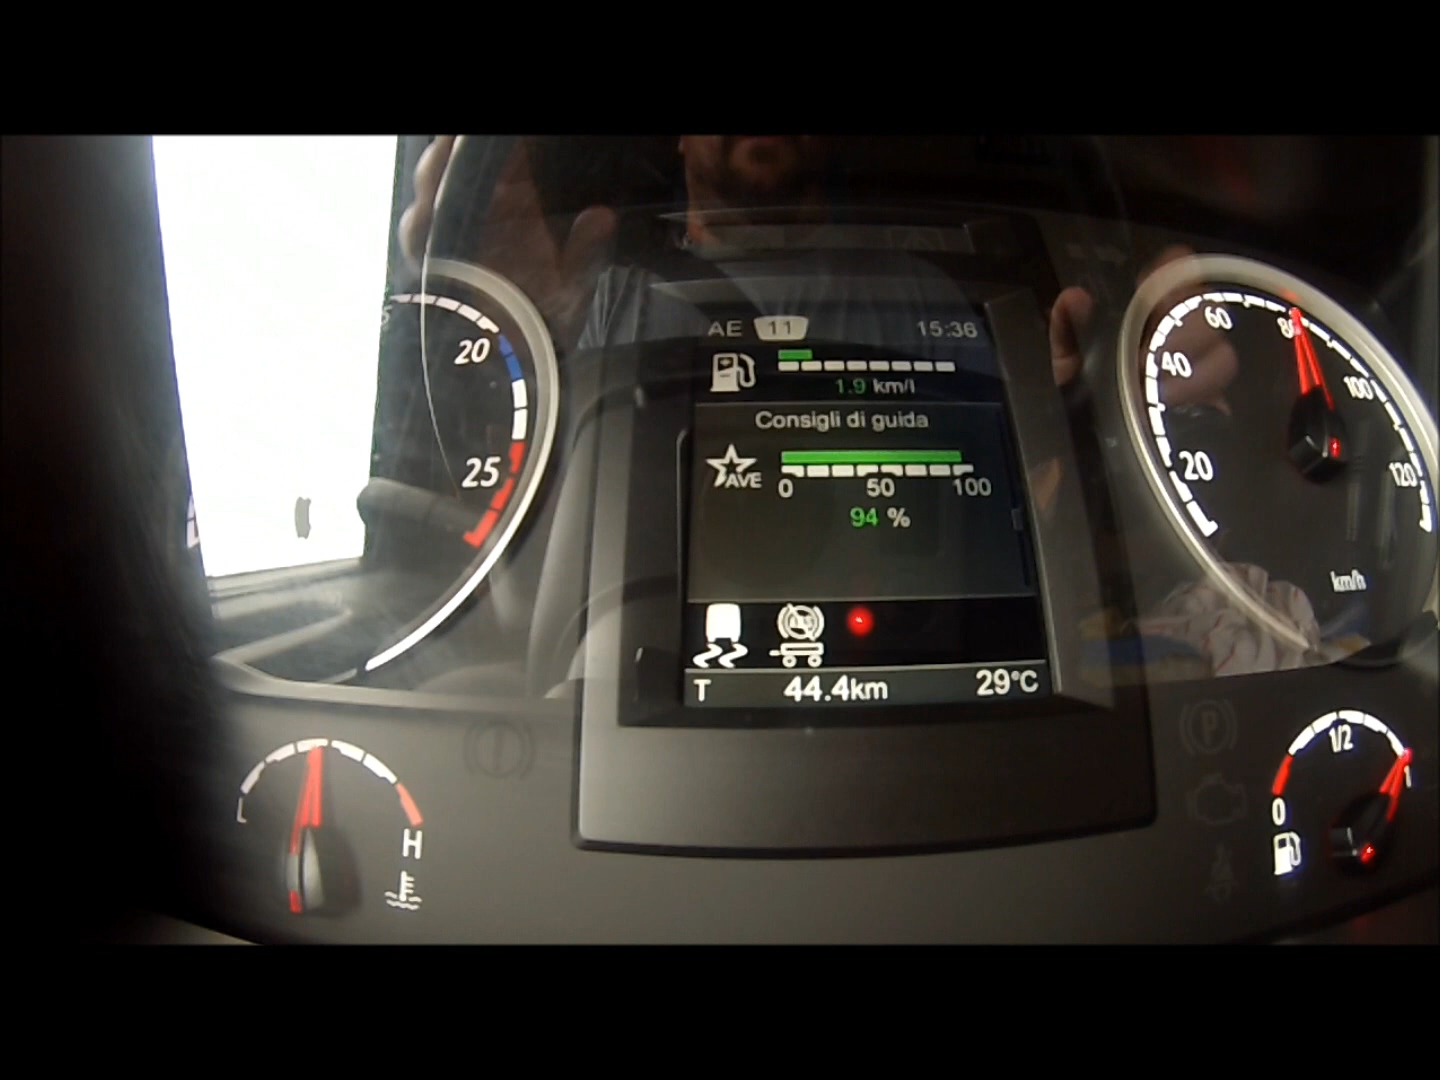 AE 11 15:36
1.9 km/l
Consigli di guida
AVE
0 50 100
94 %
ABS
T 44.4km 29°C
20
25
20 40 60 80 100 120
km/h
H
0 1/2 1
P